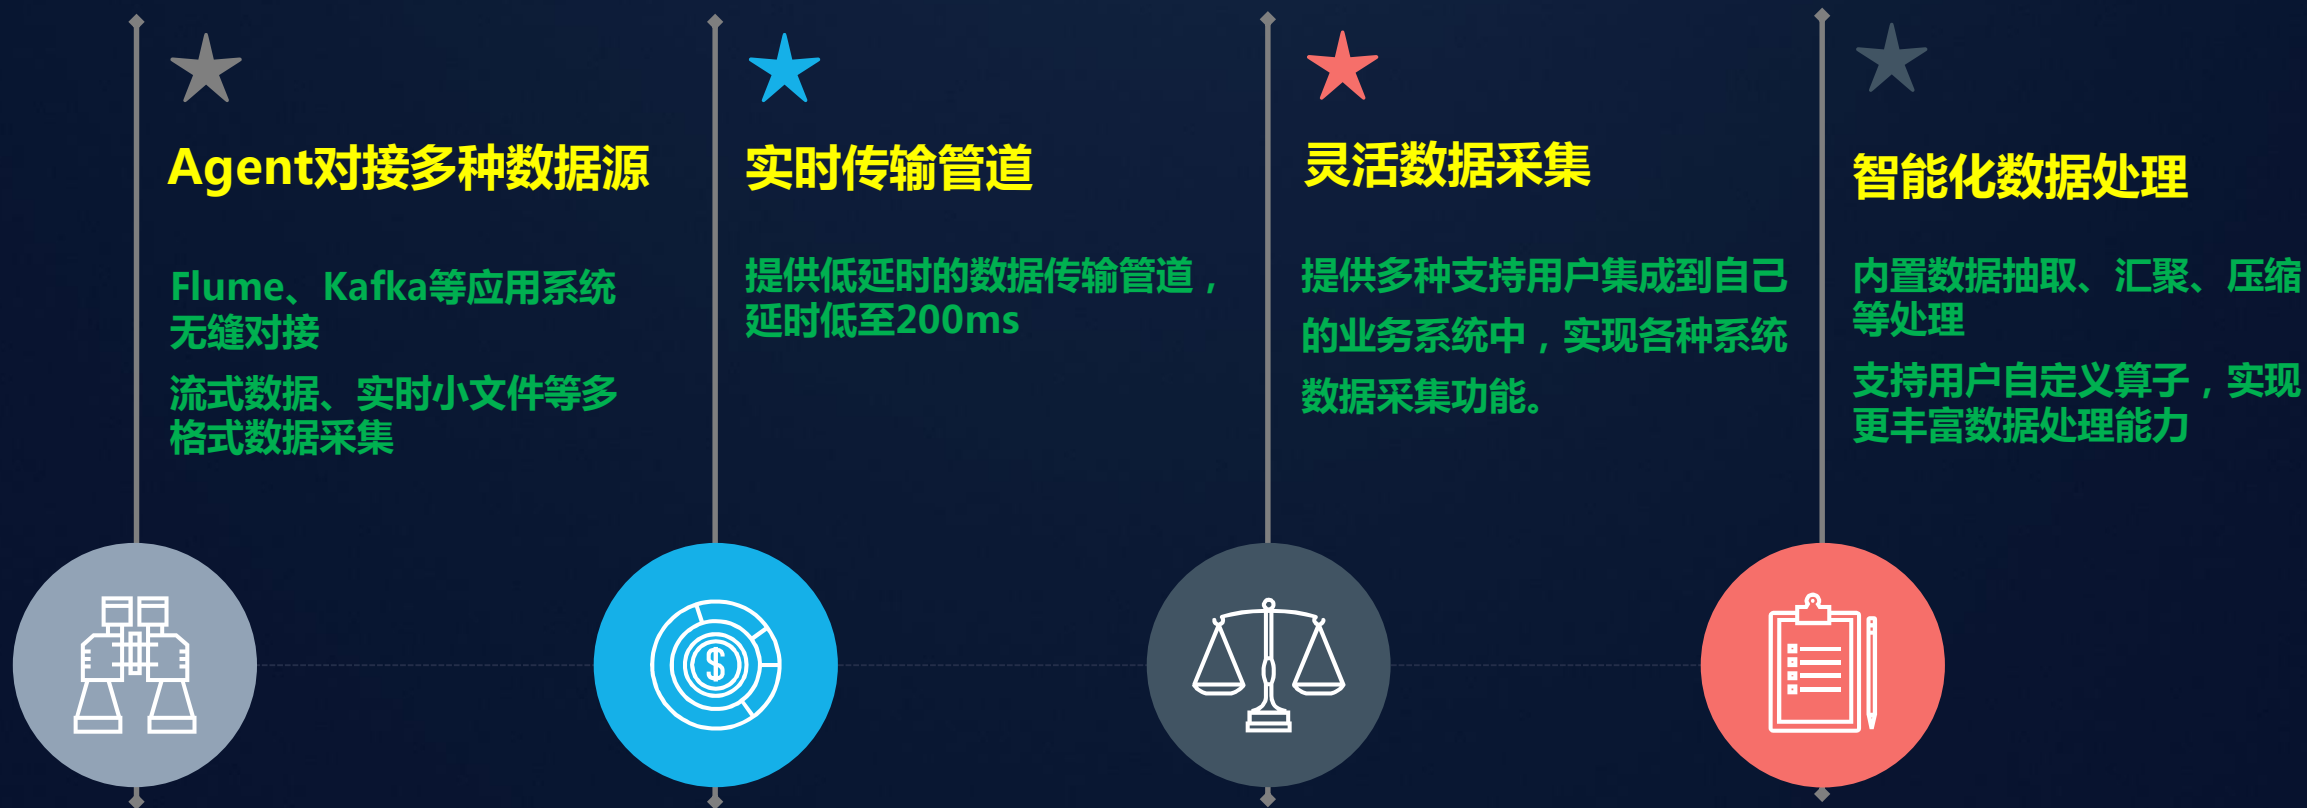 Agent对接多种数据源
Flume、Kafka等应用系统
无缝对接
流式数据、实时小文件等多
格式数据采集
实时传输管道
提供低延时的数据传输管道，
延时低至200ms
灵活数据采集
提供多种支持用户集成到自己
的业务系统中，实现各种系统
数据采集功能。
智能化数据处理
内置数据抽取、汇聚、压缩
等处理
支持用户自定义算子，实现
更丰富数据处理能力
$